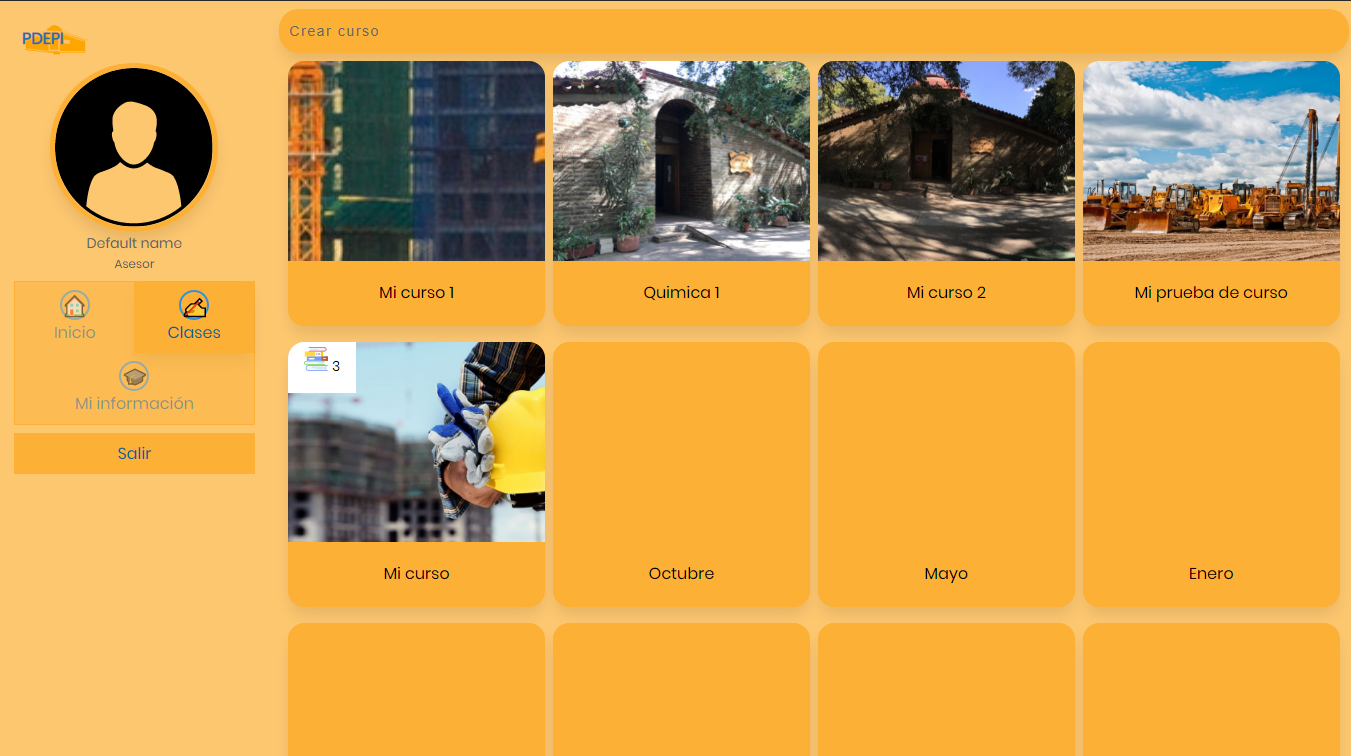 PDEPI
Default name
Asesor
Inicio
Clases
Mi información
Salir
Crear curso
Mi curso 1
Quimica 1
Mi curso 2
Mi prueba de curso
3
Mi curso
Octubre
Mayo
Enero